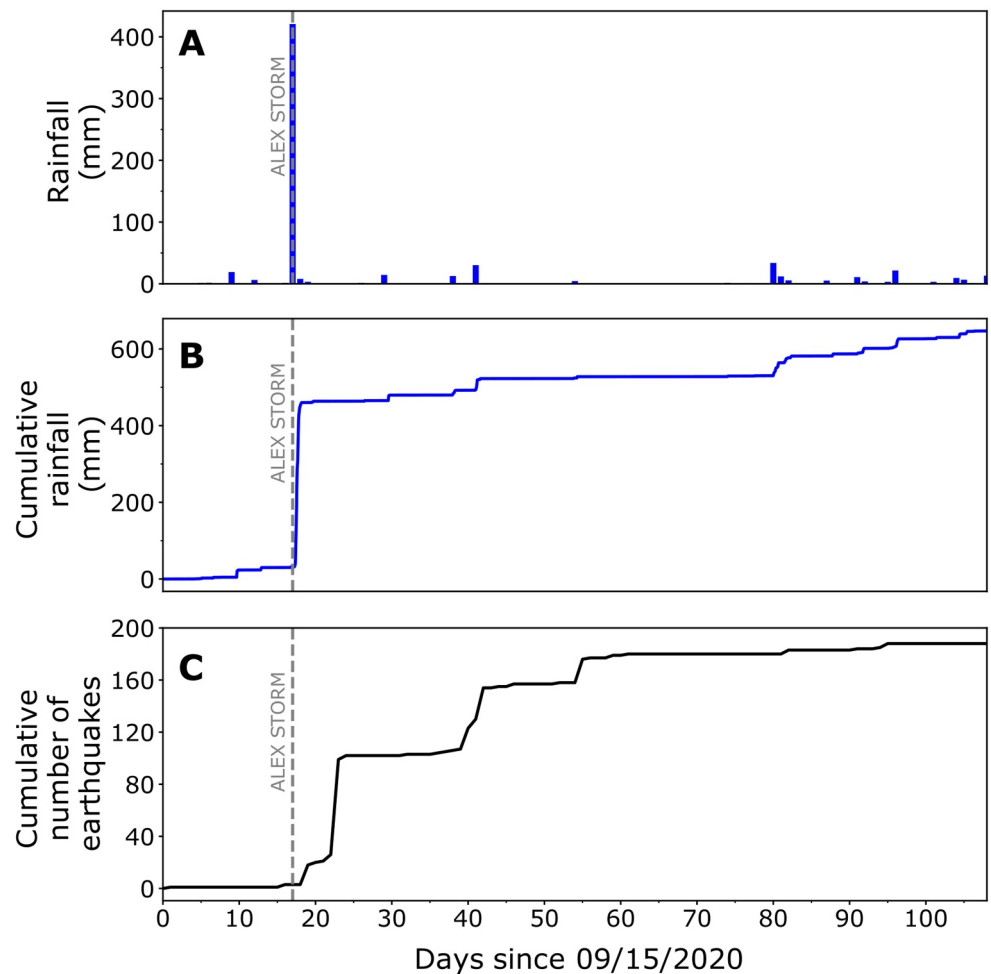 A
400
300
200
100
0
Rainfall
(mm)
ALEX STORM
B
600
400
200
0
Cumulative
rainfall
(mm)
ALEX STORM
C
200
160
120
80
40
0
Cumulative
number of
earthquakes
ALEX STORM
0 10 20 30 40 50 60 70 80 90 100
Days since 09/15/2020